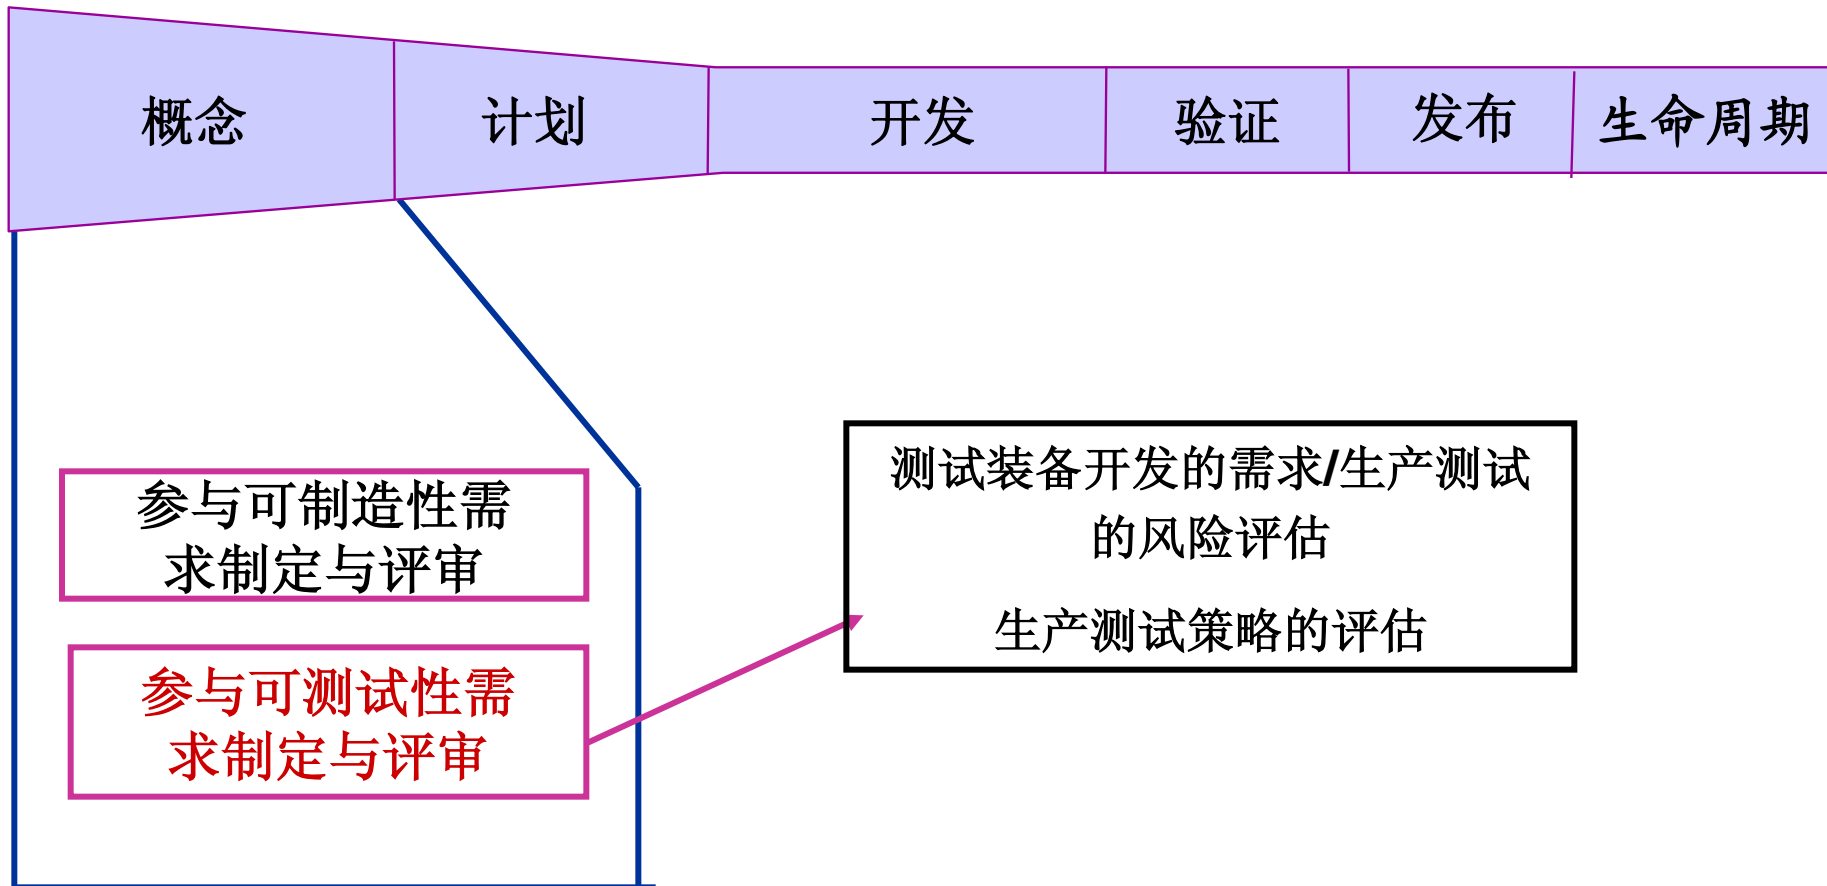 概念
计划
开发
验证
发布
生命周期
参与可制造性需
求制定与评审
参与可测试性需
求制定与评审
测试装备开发的需求/生产测试
的风险评估
生产测试策略的评估